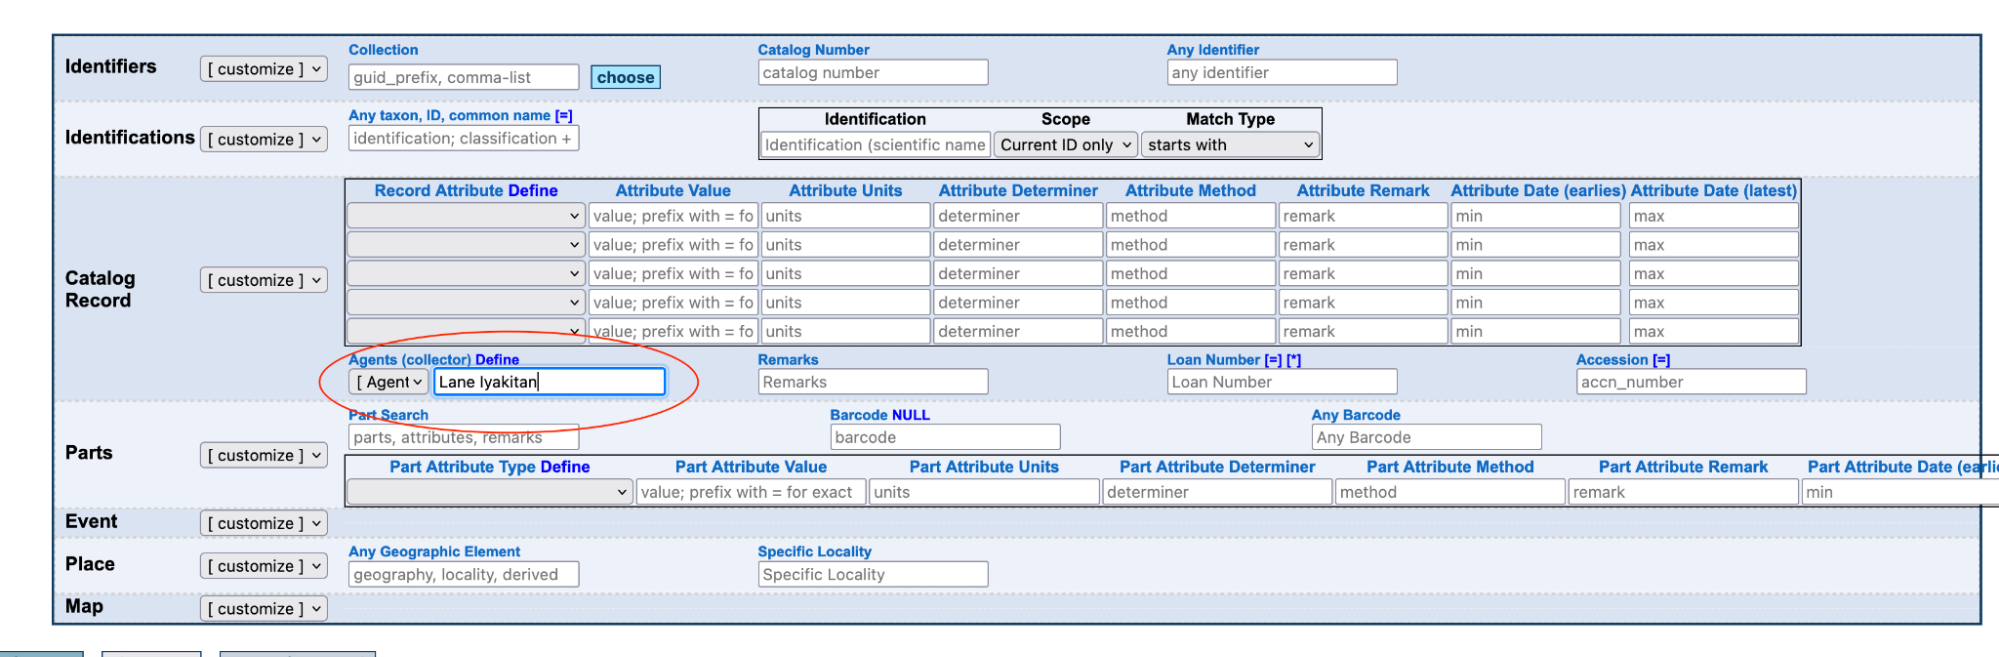 Collection Catalog Number Any Identifier
Identifiers [ customize ] guid_prefix, comma-list choose catalog number any identifier
Any taxon, ID, common name [=] Identification Scope Match Type
Identifications [ customize ] identification; classification + Identification (scientific name Current ID only starts with
Record Attribute Define Attribute Value Attribute Units Attribute Determiner Attribute Method Attribute Remark Attribute Date (earlies) Attribute Date (latest)
value; prefix with = fo units determiner method remark min max
value; prefix with = fo units determiner method remark min max
Catalog Record [ customize ] value; prefix with = fo units determiner method remark min max
value; prefix with = fo units determiner method remark min max
value; prefix with = fo units determiner method remark min max
Agents (collector) Define Remarks Loan Number [=] [*] Accession [=]
[ Agent Lane Iyakitan Remarks Loan Number accn_number
Part Search Barcode NULL Any Barcode
parts, attributes, remarks barcode Any Barcode
Parts [ customize ]
Part Attribute Type Define Part Attribute Value Part Attribute Units Part Attribute Determiner Part Attribute Method Part Attribute Remark Part Attribute Date (earlie
value; prefix with = for exact units determiner method remark min
Event [ customize ]
Any Geographic Element Specific Locality
Place [ customize ] geography, locality, derived Specific Locality
Map [ customize ]